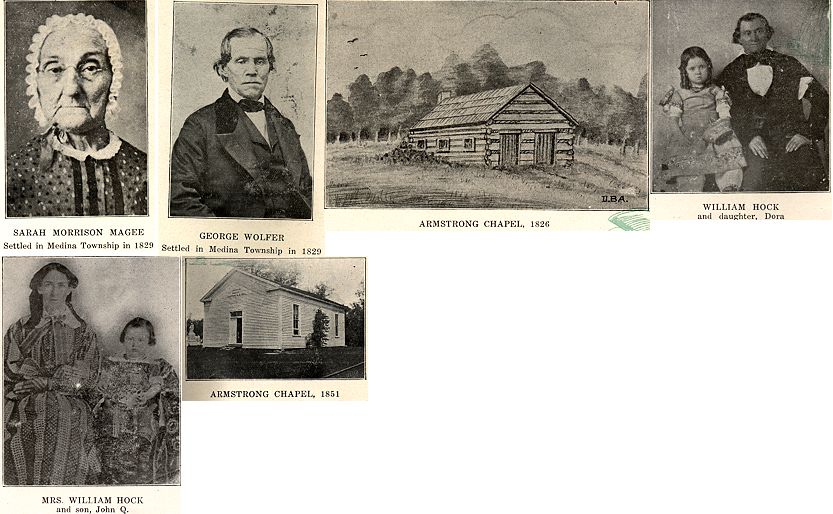 SARAH MORRISON MAGEE
Settled in Medina Township in 1829
GEORGE WOLFER
Settled in Medina Township in 1829
D.B.A.
ARMSTRONG CHAPEL, 1826
WILLIAM HOCK
and daughter, Dora
MRS. WILLIAM HOCK
and son, John Q.
ARMSTRONG CHAPEL, 1851